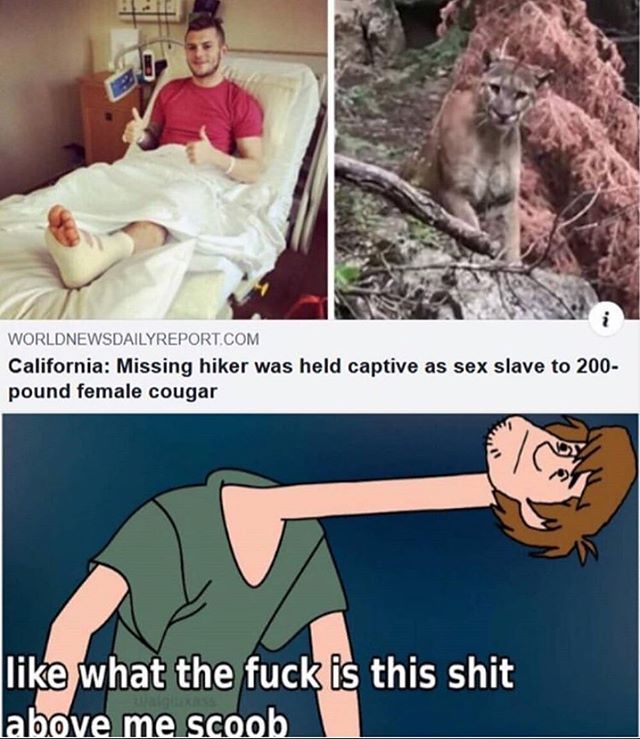 i
WORLDNEWSDAILYREPORT.COM
California: Missing hiker was held captive as sex slave to 200-
pound female cougar
like what the fuck is this shit
above me scoob